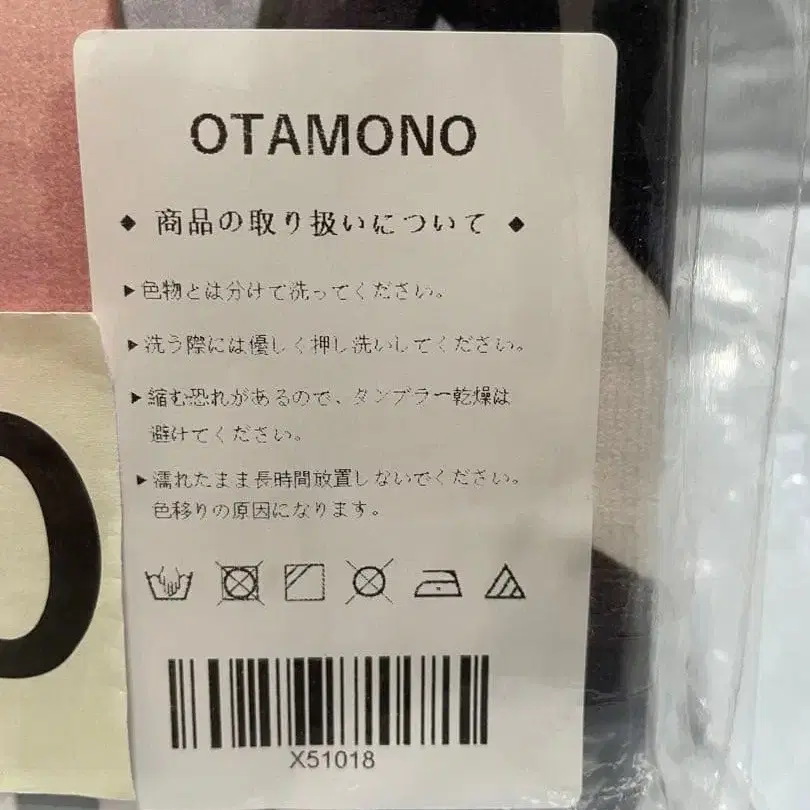 OTAMONO
◆ 商品の取り扱いについて ◆
▶色物とは分けて洗ってください。
▶洗う際には優しく押し洗いしてください。
▶縮む恐れがあるので、タンブラー乾燥は
避けてください。
▶濡れたまま長時間放置しないでください。
色移りの原因になります。
X51018